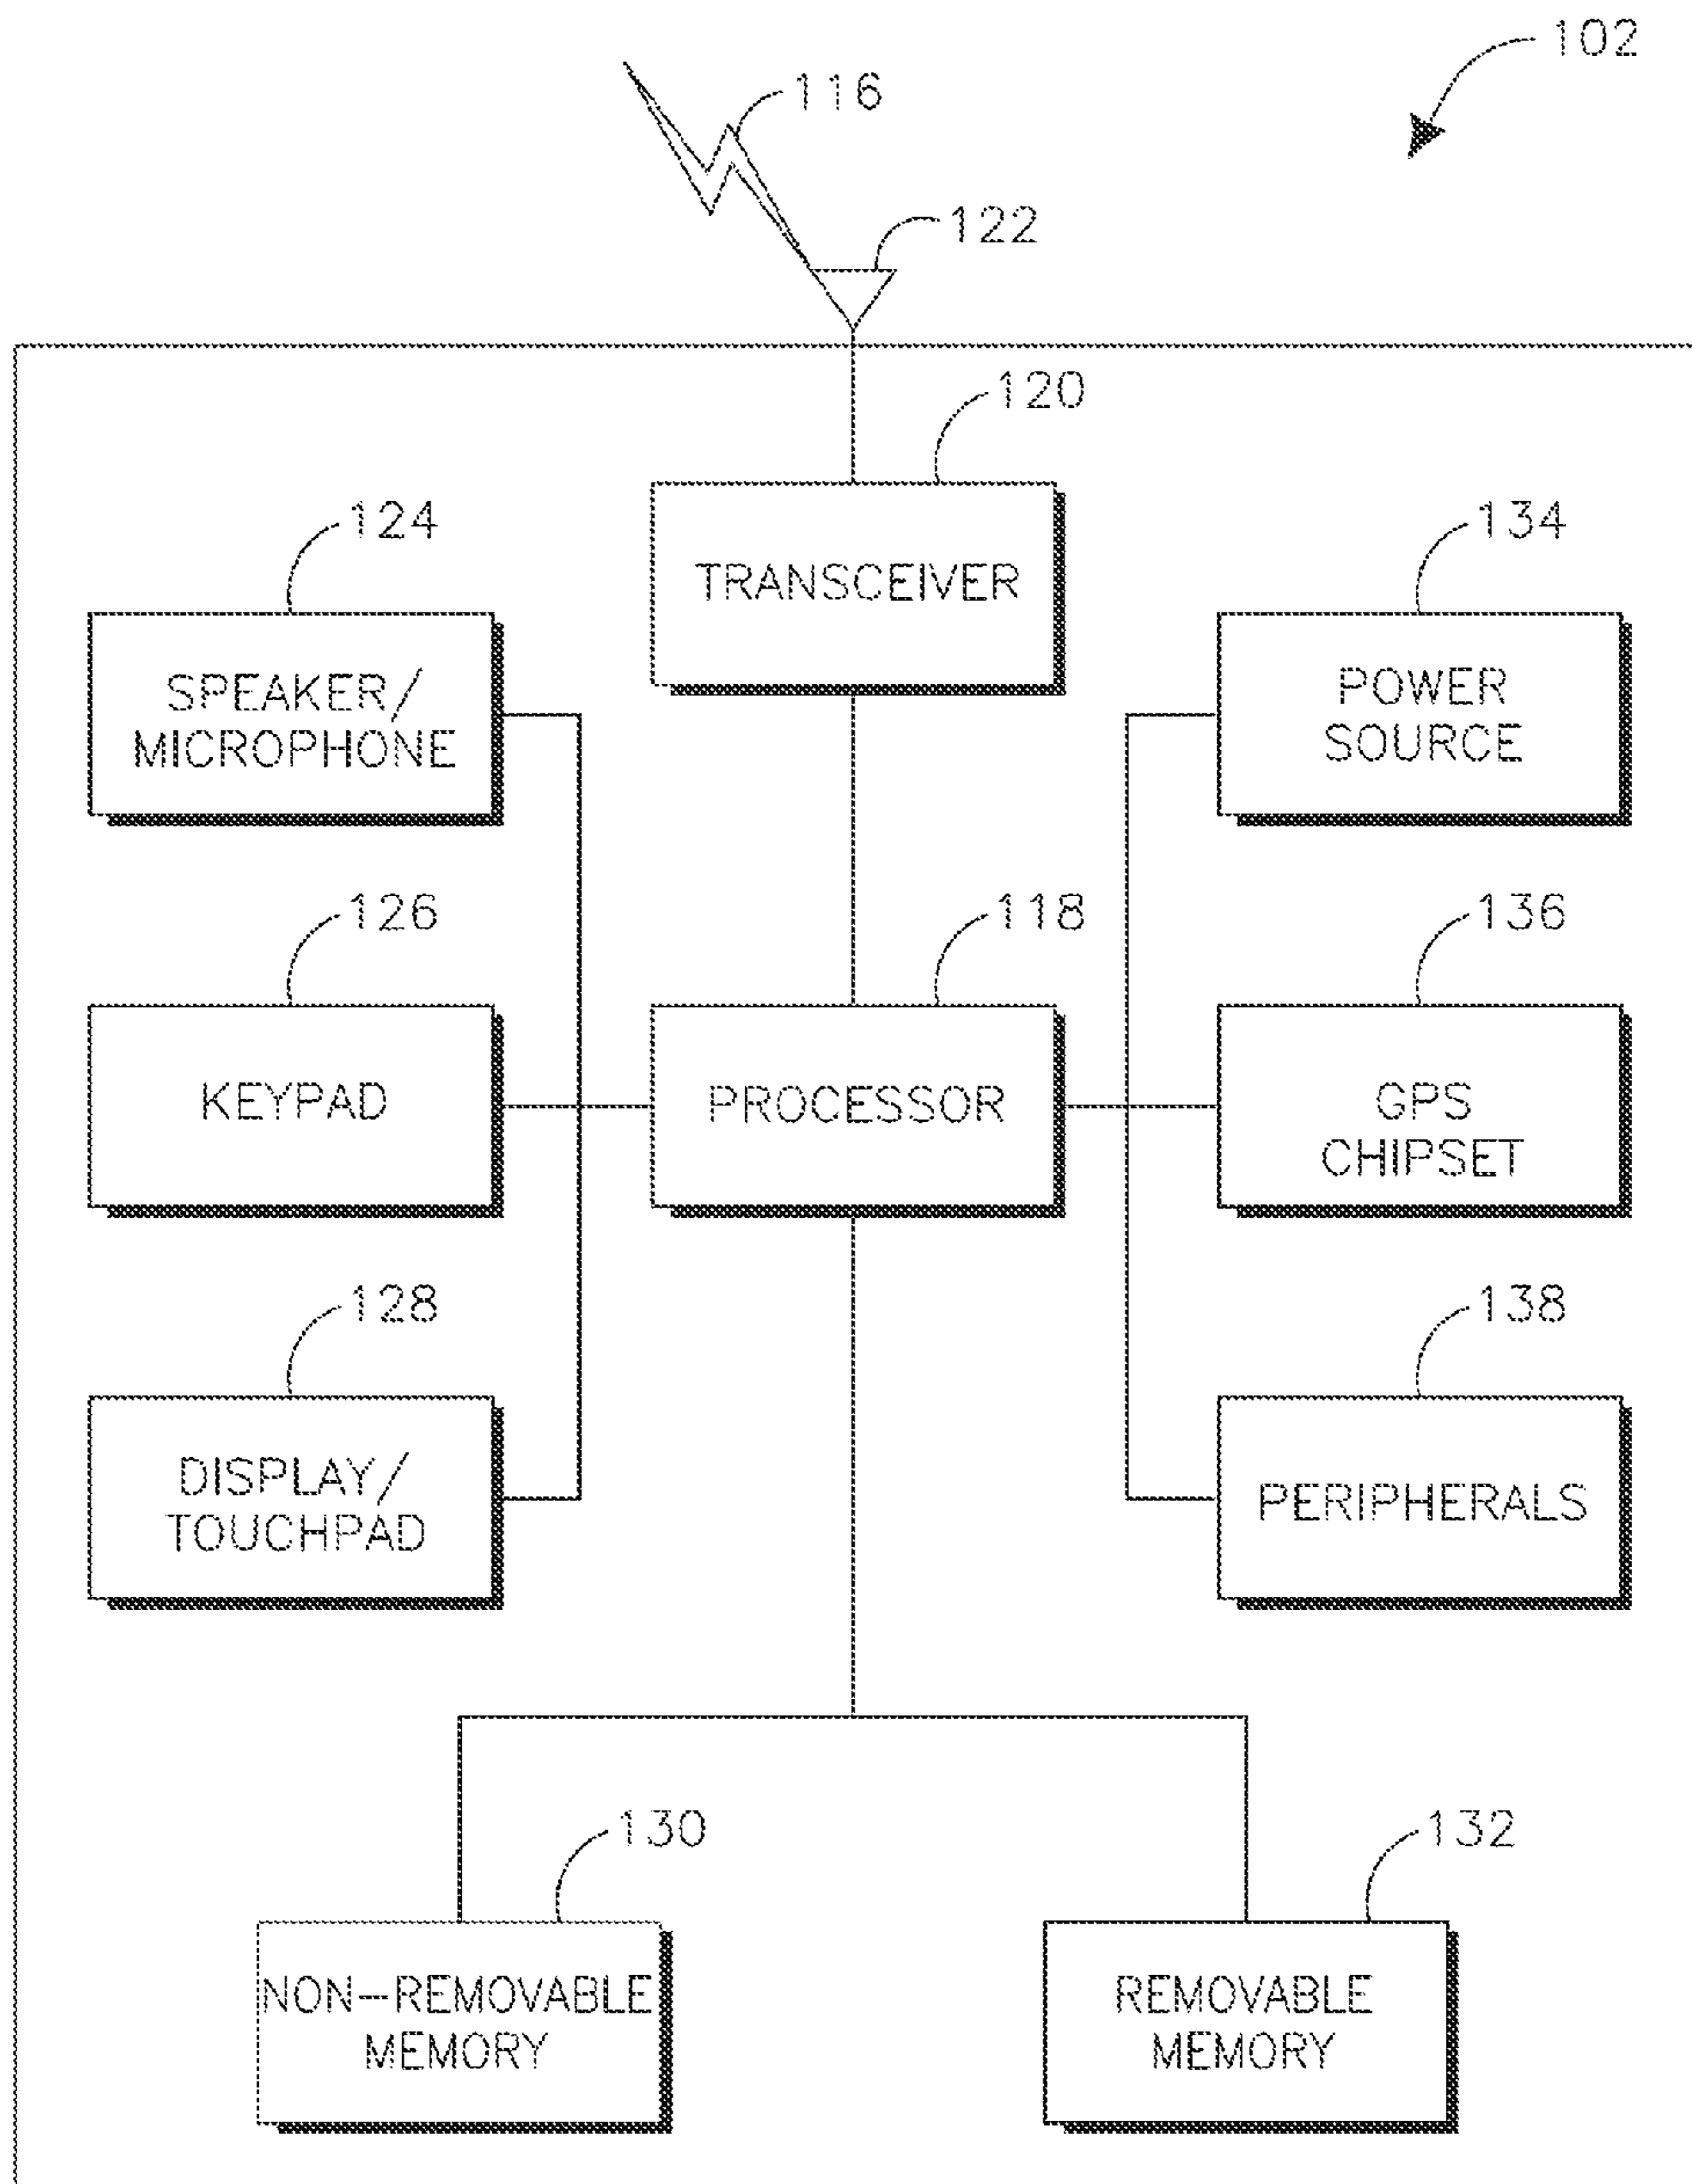 102
116
122
120
TRANSCEIVER
124
SPEAKER/
MICROPHONE
134
POWER
SOURCE
126
KEYPAD
118
PROCESSOR
136
GPS
CHIPSET
128
DISPLAY/
TOUCHPAD
138
PERIPHERALS
130
NON-REMOVABLE
MEMORY
132
REMOVABLE
MEMORY